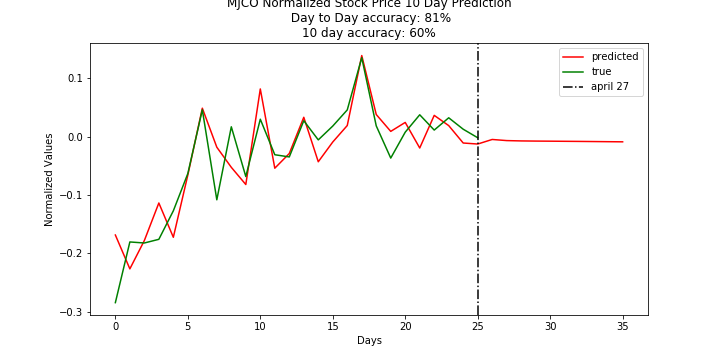 MJCO Normalized Stock Price 10 Day Prediction
Day to Day accuracy: 81%
10 day accuracy: 60%
predicted
true
april 27
Normalized Values
0.1
0.0
−0.1
−0.2
−0.3
0 5 10 15 20 25 30 35
Days